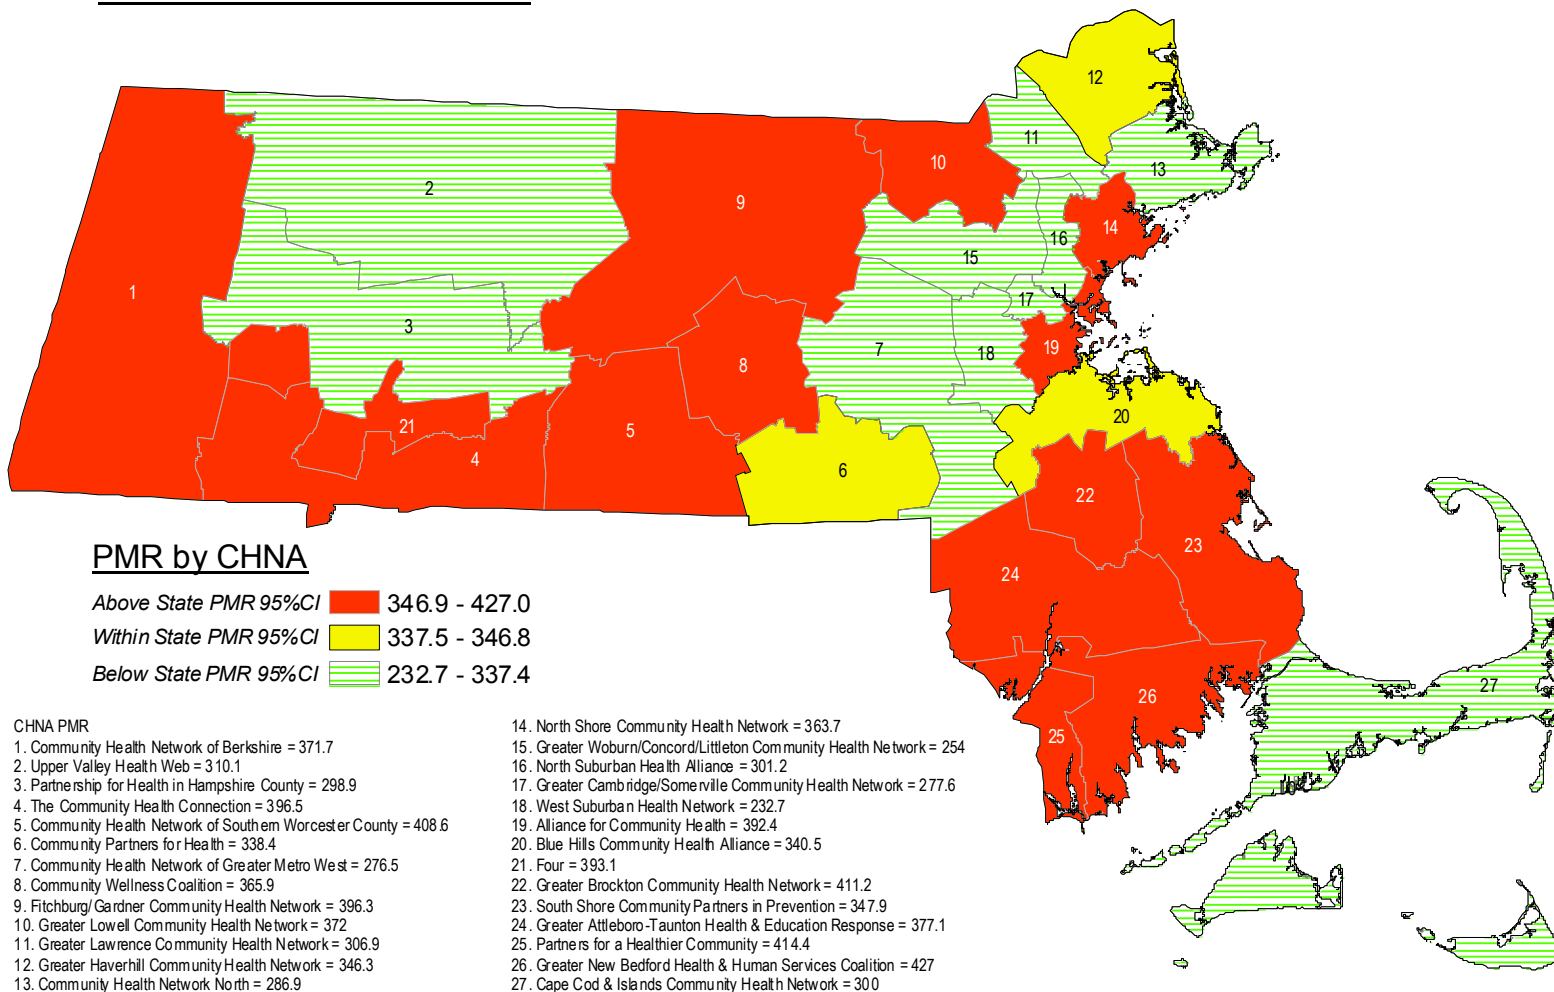 12
11
10
13
2
9
14
16
15
1
17
3
19
18
7
8
20
21
5
4
6
22
23
24
27
26
25
PMR by CHNA
Above State PMR 95%CI 346.9 - 427.0
Within State PMR 95%CI 337.5 - 346.8
Below State PMR 95%CI 232.7 - 337.4
CHNA PMR
1. Community Health Network of Berkshire = 371.7
2. Upper Valley Health Web = 310.1
3. Partnership for Health in Hampshire County = 298.9
4. The Community Health Connection = 396.5
5. Community Health Network of Southern Worcester County = 408.6
6. Community Partners for Health = 338.4
7. Community Health Network of Greater Metro West = 276.5
8. Community Wellness Coalition = 365.9
9. Fitchburg/Gardner Community Health Network = 396.3
10. Greater Lowell Community Health Network = 372
11. Greater Lawrence Community Health Network = 306.9
12. Greater Haverhill Community Health Network = 346.3
13. Community Health Network North = 286.9
14. North Shore Community Health Network = 363.7
15. Greater Woburn/Concord/Littleton Community Health Network = 254
16. North Suburban Health Alliance = 301.2
17. Greater Cambridge/Somerville Community Health Network = 277.6
18. West Suburban Health Network = 232.7
19. Alliance for Community Health = 392.4
20. Blue Hills Community Health Alliance = 340.5
21. Four = 393.1
22. Greater Brockton Community Health Network = 411.2
23. South Shore Community Partners in Prevention = 347.9
24. Greater Attleboro-Taunton Health & Education Response = 377.1
25. Partners for a Healthier Community = 414.4
26. Greater New Bedford Health & Human Services Coalition = 427
27. Cape Cod & Islands Community Health Network = 300